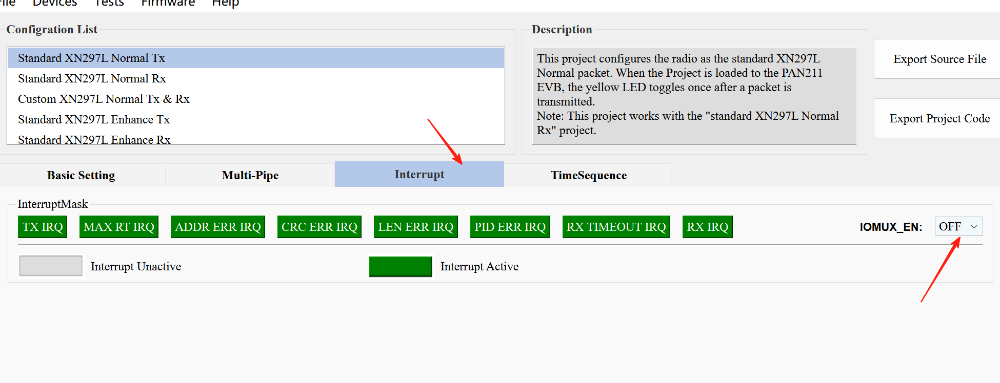 File Devices Tests Firmware Help
Configration List
Standard XN297L Normal Tx
Standard XN297L Normal Rx
Custom XN297L Normal Tx & Rx
Standard XN297L Enhance Tx
Standard XN297L Enhance Rx
Description
This project configures the radio as the standard XN297L
Normal packet. When the Project is loaded to the PAN211
EVB, the yellow LED toggles once after a packet is
transmitted.
Note: This project works with the "standard XN297L Normal
Rx" project.
Export Source File
Export Project Code
Basic Setting
Multi-Pipe
Interrupt
TimeSequence
InterruptMask
TX IRQ
MAX RT IRQ
ADDR ERR IRQ
CRC ERR IRQ
LEN ERR IRQ
PID ERR IRQ
RX TIMEOUT IRQ
RX IRQ
IOMUX_EN:
OFF
Interrupt Unactive
Interrupt Active